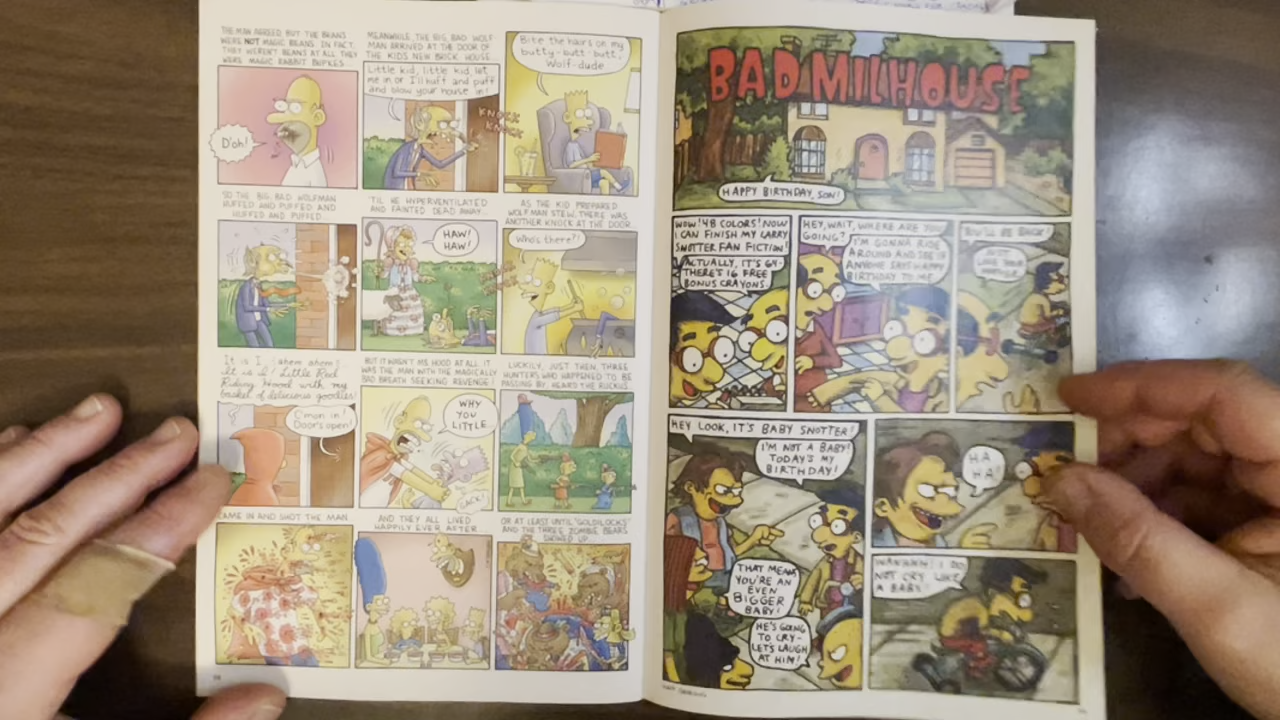 THE MAN AGREED, BUT THE BEANS
WERE NOT MAGIC BEANS. IN FACT,
THEY WEREN'T BEANS AT ALL. THEY
WERE MAGIC RABBIT BUPKES.
D'oh!
MEANWHILE, THE BIG BAD WOLF-
MAN ARRIVED AT THE DOOR OF
THE KIDS NEW BRICK HOUSE...
Little kid, little kid, let
me in or I'll huff and puff
and blow your house in!
KNOCK
KNOCK
Bite the hairs on my
butty-butt-butt,
Wolf-dude
SO THE BIG BAD WOLFMAN
HUFFED AND PUFFED AND
HUFFED AND PUFFED...
'TIL HE HYPERVENTILATED
AND FAINTED DEAD AWAY...
HAW!
HAW!
AS THE KID PREPARED
WOLFMAN STEW, THERE WAS
ANOTHER KNOCK AT THE DOOR.
Who's there?!
It is I... (ahem ahem)
It is I! Little Red
Riding Hood with my
basket of delicious goodies!
C'mon in!
Door's open!
BUT IT WASN'T MS. HOOD AT ALL. IT
WAS THE MAN WITH THE MAGICALLY
BAD BREATH SEEKING REVENGE!
WHY
YOU
LITTLE
GACK!
LUCKILY, JUST THEN, THREE
HUNTERS WHO HAPPENED TO BE
PASSING BY, HEARD THE RUCKUS
CAME IN AND SHOT THE MAN.
AND THEY ALL LIVED
HAPPILY EVER AFTER...
OR AT LEAST UNTIL "GOLDILOCKS"
AND THE THREE ZOMBIE BEARS
SHOWED UP...
BAD MILHOUSE
HAPPY BIRTHDAY, SON!
WOW! 48 COLORS! NOW
I CAN FINISH MY LARRY
SNOTTER FAN FICTION!
ACTUALLY, IT'S 64-
THERE'S 16 FREE
BONUS CRAYONS.
HEY, WAIT, WHERE ARE YOU
GOING?
I'M GONNA RIDE
AROUND AND SEE IF
ANYONE SAYS HAPPY
BIRTHDAY TO ME!
YOU'LL BE BACK!
JUST
LIKE YOUR
MOTHER
HEY LOOK, IT'S BABY SNOTTER!
I'M NOT A BABY!
TODAY'S MY
BIRTHDAY!
THAT MEANS
YOU'RE AN
EVEN
BIGGER
BABY!
HE'S GOING
TO CRY-
LET'S LAUGH
AT HIM!
HA
HA!
WAHHHH! I DO
NOT CRY LIKE
A BABY!